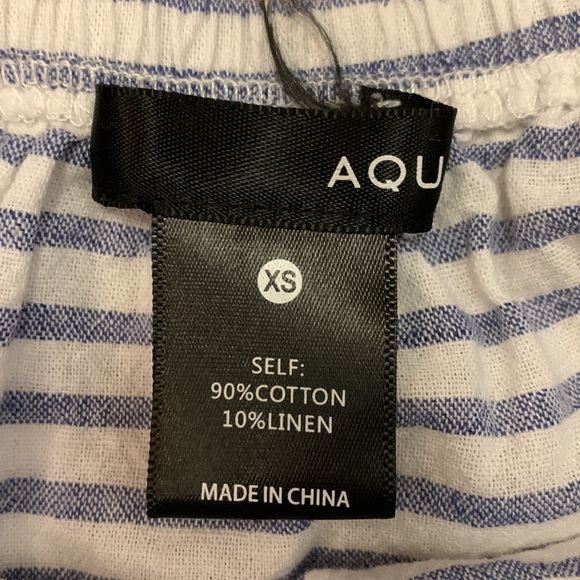 AQU
XS
SELF:
90%COTTON
10%LINEN
MADE IN CHINA